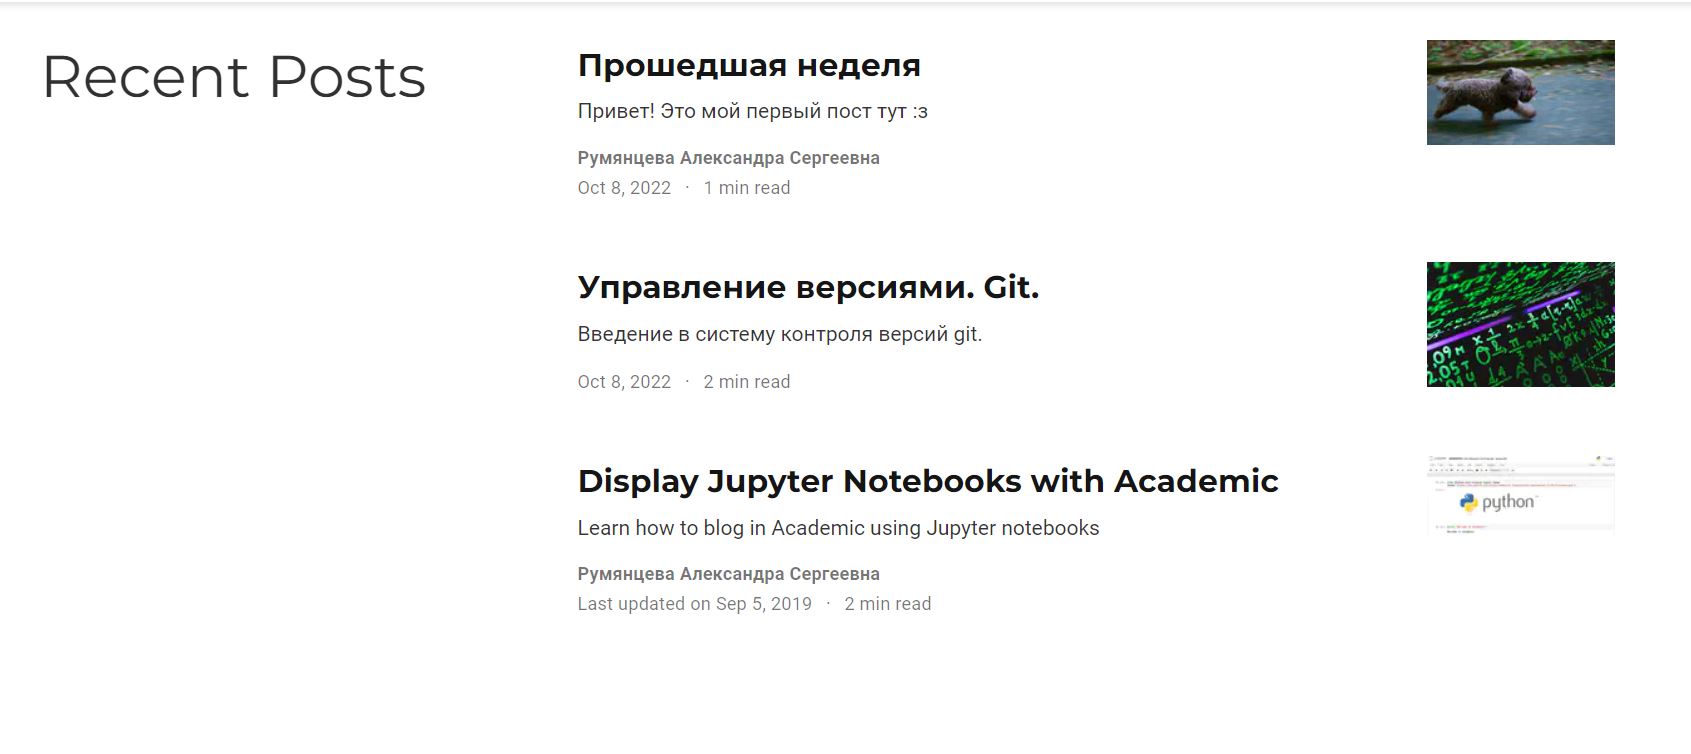 Recent Posts
Прошедшая неделя
Привет! Это мой первый пост тут :з
Румянцева Александра Сергеевна
Oct 8, 2022 · 1 min read
Управление версиями. Git.
Введение в систему контроля версий git.
Oct 8, 2022 · 2 min read
Display Jupyter Notebooks with Academic
Learn how to blog in Academic using Jupyter notebooks
Румянцева Александра Сергеевна
Last updated on Sep 5, 2019 · 2 min read
python